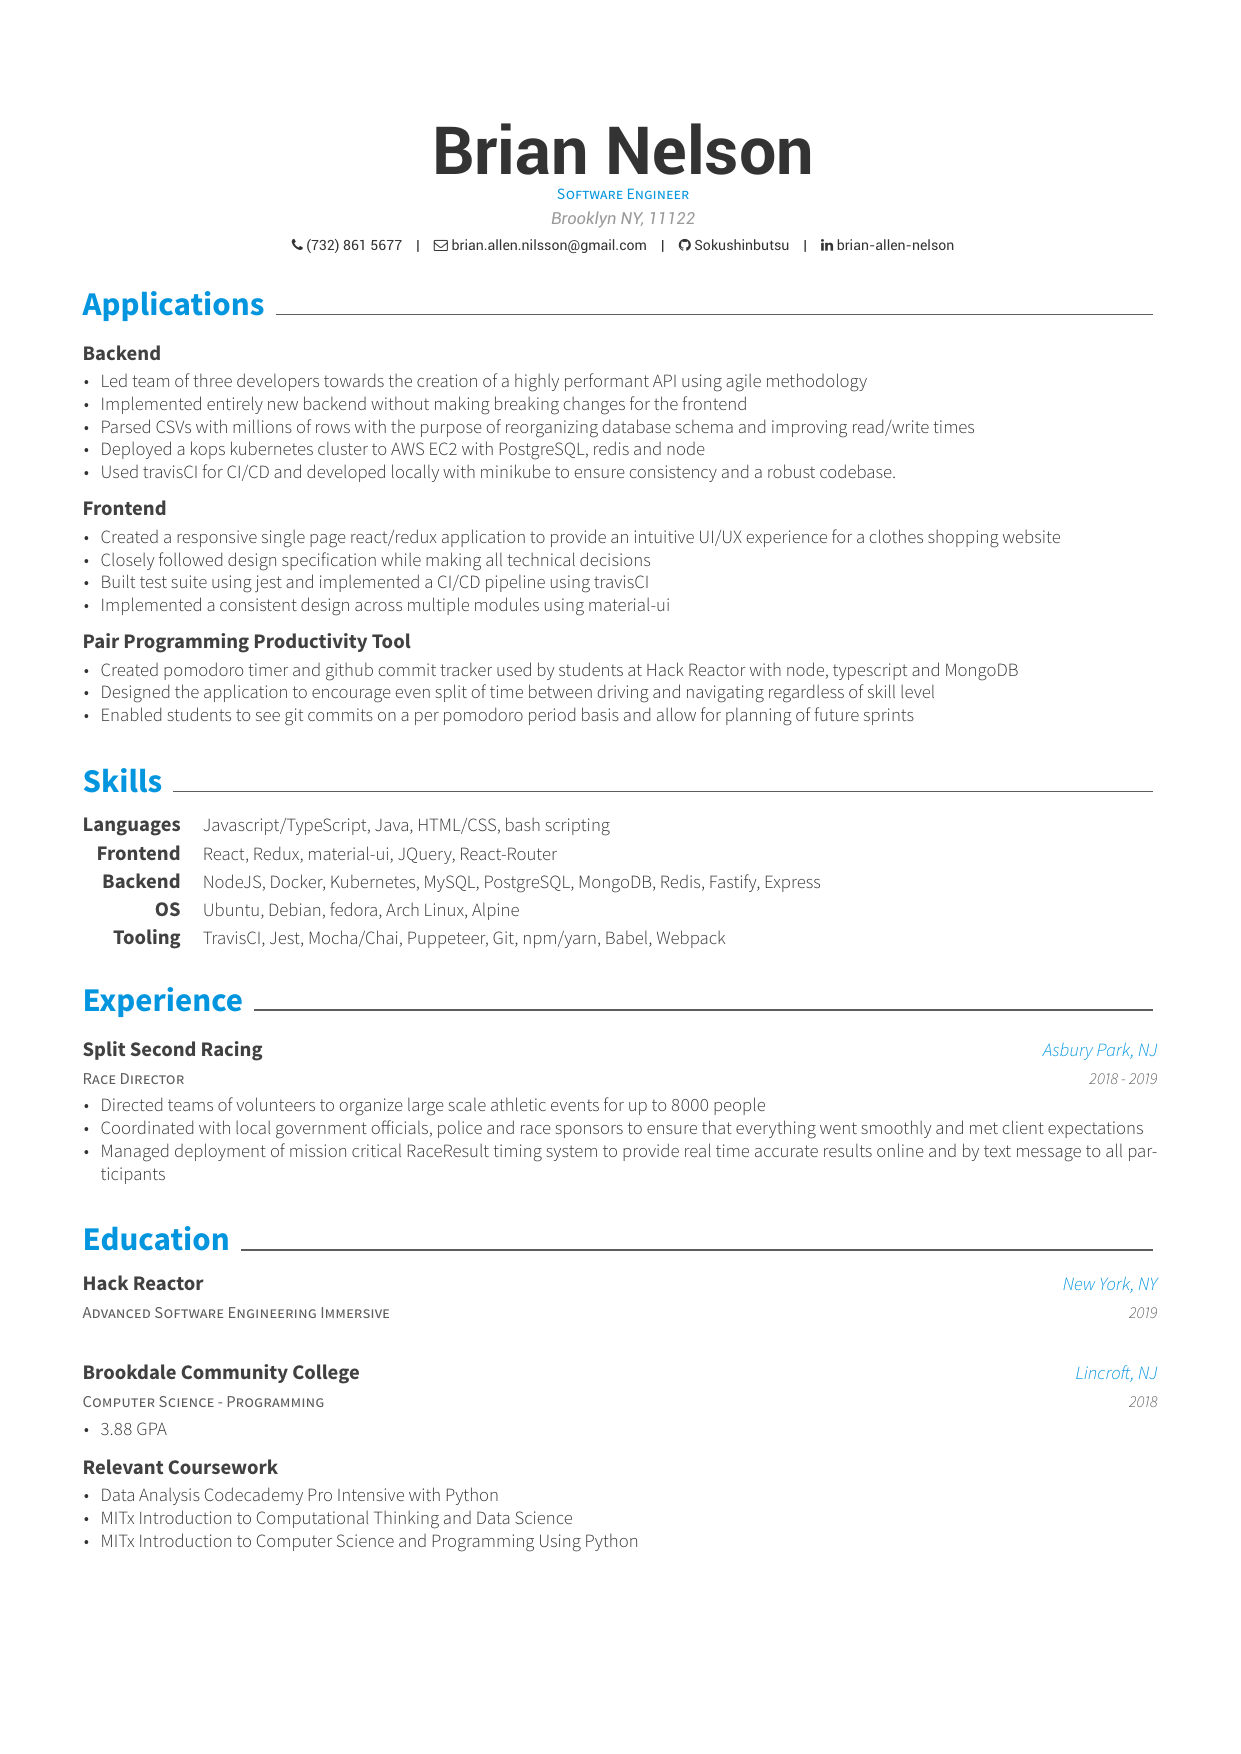 Brian Nelson
Software Engineer
Brooklyn NY, 11122
(732) 861 5677 | brian.allen.nilsson@gmail.com | Sokushinbutsu | brian-allen-nelson
Applications
Backend
• Led team of three developers towards the creation of a highly performant API using agile methodology
• Implemented entirely new backend without making breaking changes for the frontend
• Parsed CSVs with millions of rows with the purpose of reorganizing database schema and improving read/write times
• Deployed a kops kubernetes cluster to AWS EC2 with PostgreSQL, redis and node
• Used travisCI for CI/CD and developed locally with minikube to ensure consistency and a robust codebase.
Frontend
• Created a responsive single page react/redux application to provide an intuitive UI/UX experience for a clothes shopping website
• Closely followed design specification while making all technical decisions
• Built test suite using jest and implemented a CI/CD pipeline using travisCI
• Implemented a consistent design across multiple modules using material-ui
Pair Programming Productivity Tool
• Created pomodoro timer and github commit tracker used by students at Hack Reactor with node, typescript and MongoDB
• Designed the application to encourage even split of time between driving and navigating regardless of skill level
• Enabled students to see git commits on a per pomodoro period basis and allow for planning of future sprints
Skills
Languages Javascript/TypeScript, Java, HTML/CSS, bash scripting
Frontend React, Redux, material-ui, JQuery, React-Router
Backend NodeJS, Docker, Kubernetes, MySQL, PostgreSQL, MongoDB, Redis, Fastify, Express
OS Ubuntu, Debian, fedora, Arch Linux, Alpine
Tooling TravisCI, Jest, Mocha/Chai, Puppeteer, Git, npm/yarn, Babel, Webpack
Experience
Split Second Racing Asbury Park, NJ
Race Director 2018 - 2019
• Directed teams of volunteers to organize large scale athletic events for up to 8000 people
• Coordinated with local government officials, police and race sponsors to ensure that everything went smoothly and met client expectations
• Managed deployment of mission critical RaceResult timing system to provide real time accurate results online and by text message to all par-
ticipants
Education
Hack Reactor New York, NY
Advanced Software Engineering Immersive 2019
Brookdale Community College Lincroft, NJ
Computer Science - Programming 2018
• 3.88 GPA
Relevant Coursework
• Data Analysis Codecademy Pro Intensive with Python
• MITx Introduction to Computational Thinking and Data Science
• MITx Introduction to Computer Science and Programming Using Python